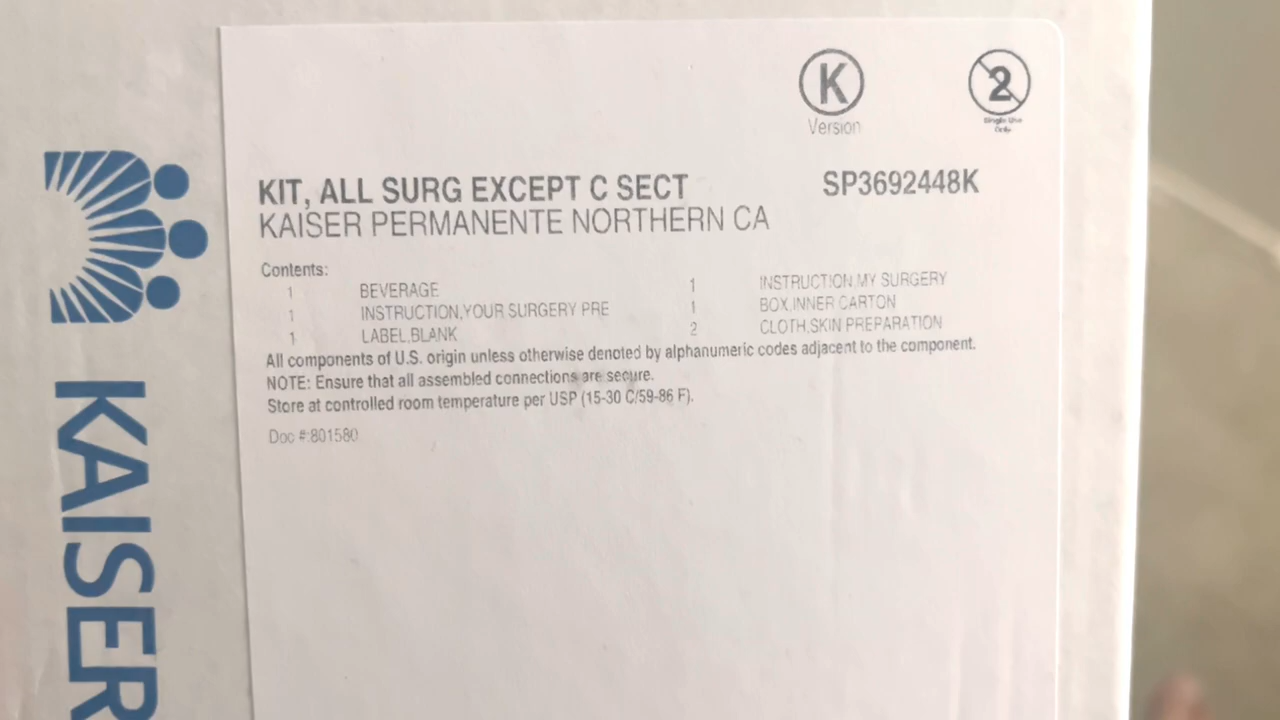 K
Version
2
Single Use
Only
KIT, ALL SURG EXCEPT C SECT
SP3692448K
KAISER PERMANENTE NORTHERN CA
Contents:
1 BEVERAGE 1 INSTRUCTION,MY SURGERY
1 INSTRUCTION,YOUR SURGERY PRE 1 BOX,INNER CARTON
1 LABEL,BLANK 2 CLOTH,SKIN PREPARATION
All components of U.S. origin unless otherwise denoted by alphanumeric codes adjacent to the component.
NOTE: Ensure that all assembled connections are secure.
Store at controlled room temperature per USP (15-30 C/59-86 F).
Doc #:801580
KAISER